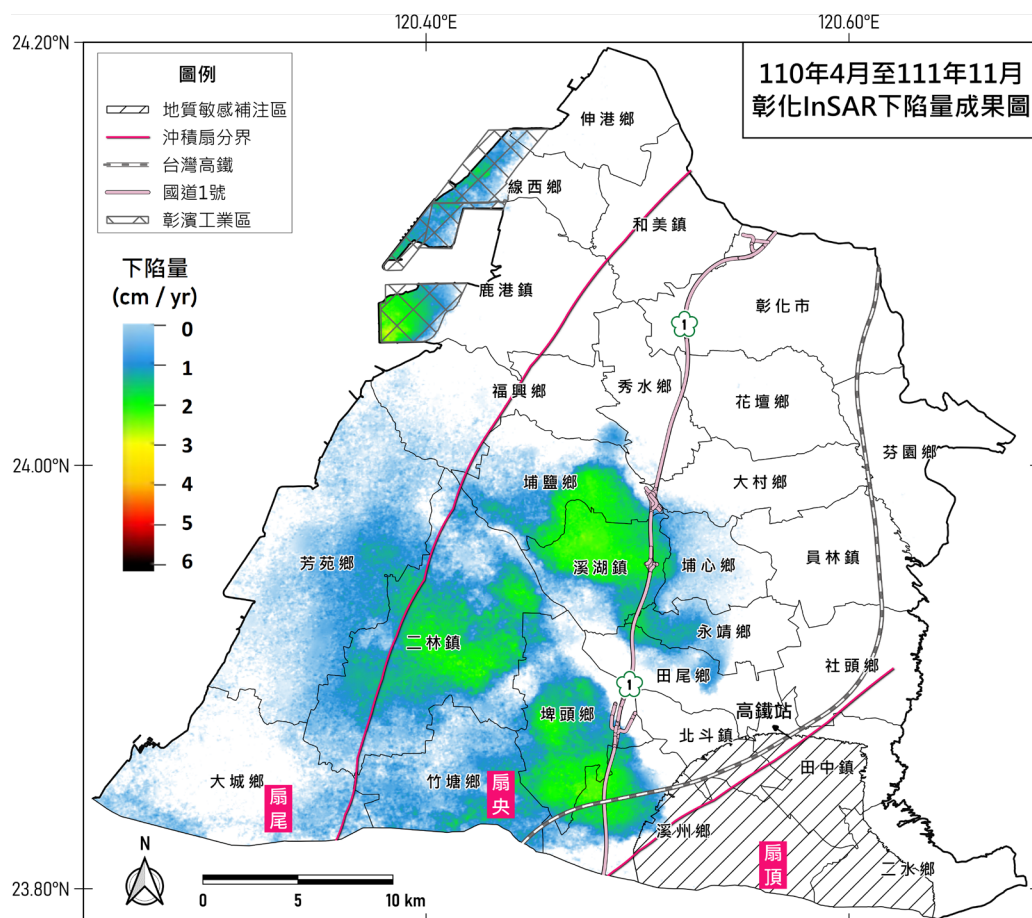 120.40°E
120.60°E
24.20°N
24.00°N
23.80°N
110年4月至111年11月
彰化InSAR下陷量成果圖
圖例
地質敏感補注區
沖積扇分界
台灣高鐵
國道1號
彰濱工業區
下陷量
(cm / yr)
0
1
2
3
4
5
6
伸港鄉
線西鄉
和美鎮
鹿港鎮
彰化市
1
福興鄉
秀水鄉
花壇鄉
芬園鄉
埔鹽鄉
大村鄉
芳苑鄉
溪湖鎮
埔心鄉
員林鎮
二林鎮
永靖鄉
田尾鄉
社頭鄉
1
埤頭鄉
北斗鎮
高鐵站
田中鎮
大城鄉
竹塘鄉
扇尾
扇央
溪州鄉
扇頂
二水鄉
N
0
5
10 km